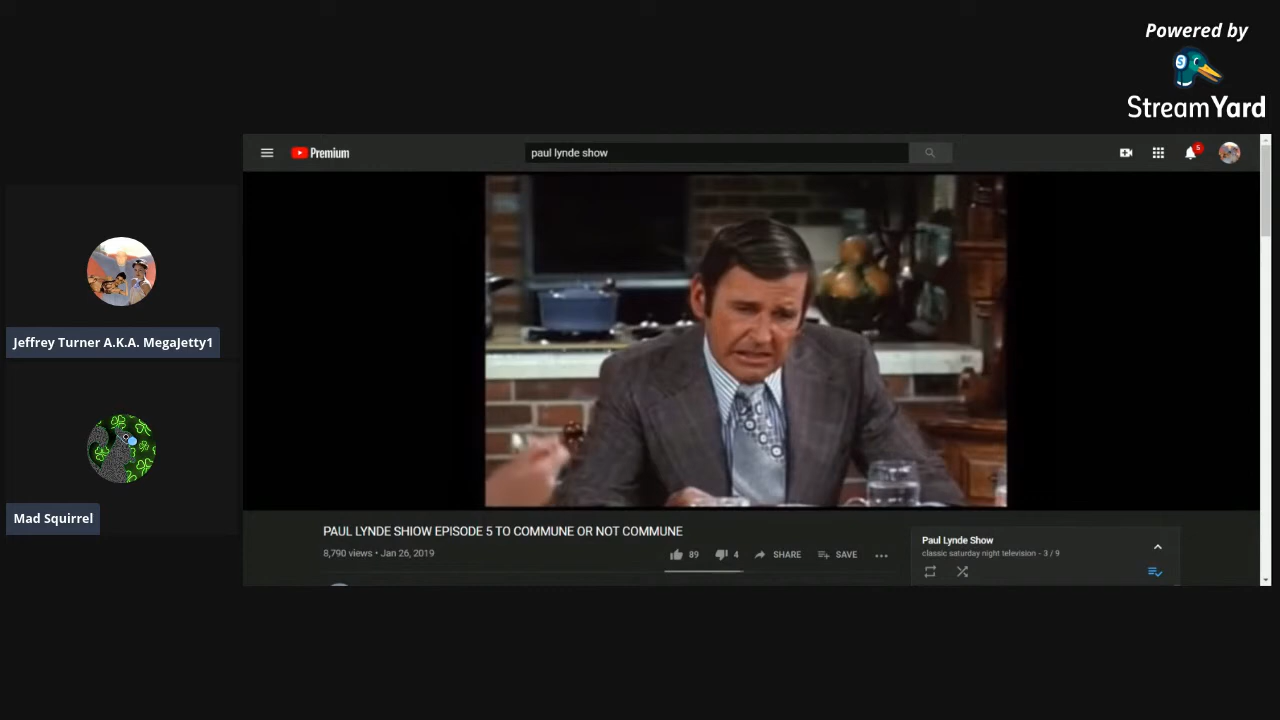 Powered by
StreamYard
Premium
paul lynde show
5
Jeffrey Turner A.K.A. MegaJetty1
Mad Squirrel
PAUL LYNDE SHIOW EPISODE 5 TO COMMUNE OR NOT COMMUNE
8,790 views • Jan 26, 2019
89
4
SHARE
SAVE
Paul Lynde Show
classic saturday night television - 3 / 9